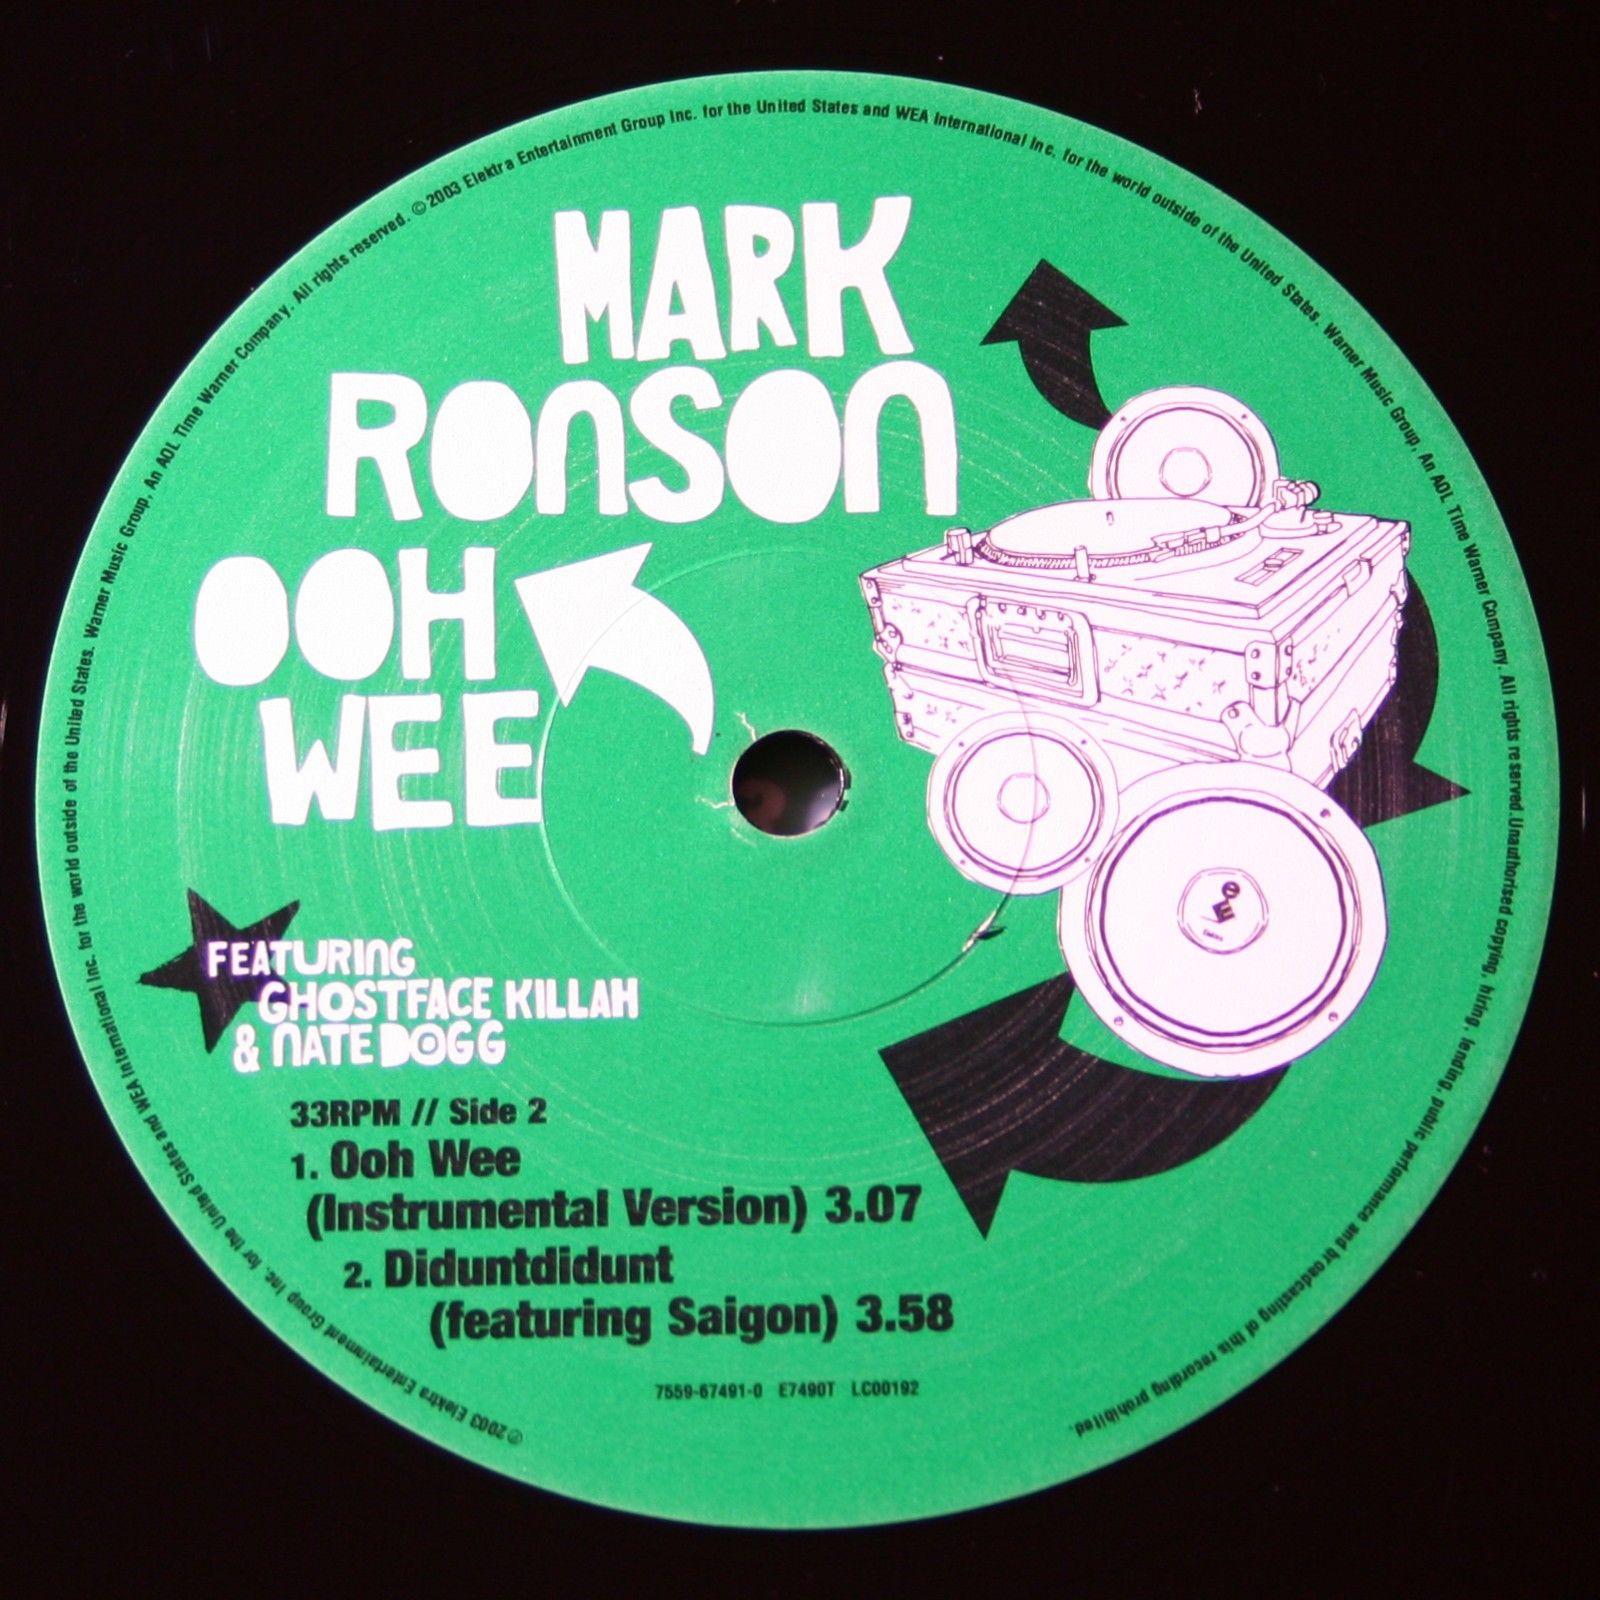 MARK
RONSON
OOH
WEE
FEATURING
GHOSTFACE KILLAH
& NATE DOGG
33RPM // Side 2
1. Ooh Wee
(Instrumental Version) 3.07
2. Diduntdidunt
(featuring Saigon) 3.58
7559-67491-0 E7490T LC00192
℗2003 Elektra Entertainment Group Inc. for the United States and WEA International Inc. for the world outside of the United States. Warner Music Group, An AOL Time Warner Company. All rights reserved. ©2003 Elektra Entertainment Group Inc. for the United States and WEA International Inc. for the world outside of the United States. Warner Music Group, An AOL Time Warner Company. All rights reserved. Unauthorised copying, hiring, lending, public performance and broadcasting of this recording prohibited.
Elektra